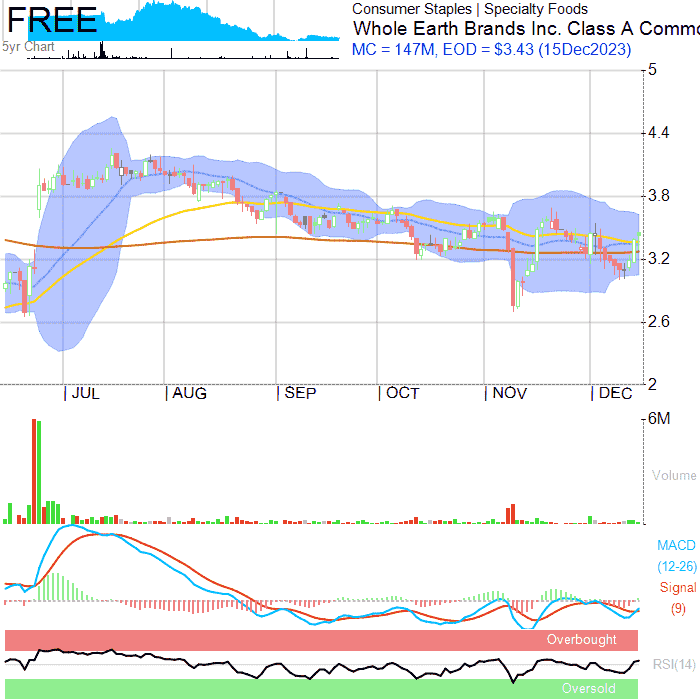 FREE
5yr Chart
Consumer Staples | Specialty Foods
Whole Earth Brands Inc. Class A Commo
MC = 147M, EOD = $3.43 (15Dec2023)
5
4.4
3.8
3.2
2.6
2
JUL AUG SEP OCT NOV DEC
6M
Volume
MACD
(12-26)
Signal
(9)
Overbought
RSI(14)
Oversold